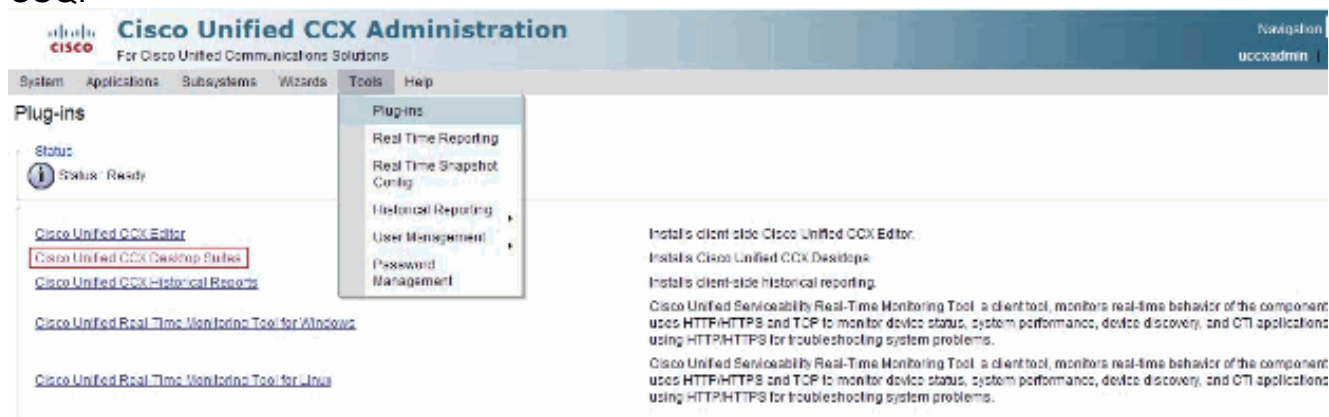 Cisco Unified CCX Administration
For Cisco Unified Communications Solutions
CISCO
Navigation
uccxadmin
System Applications Subsystems Wizards Tools Help
Plug-ins
Status
Status : Ready
Plug-ins
Real Time Reporting
Real Time Snapshot
Config
Historical Reporting
User Management
Password
Management
Cisco Unified CCX Editor
Installs client-side Cisco Unified CCX Editor.
Cisco Unified CCX Desktop Suites
Installs Cisco Unified CCX Desktops
Cisco Unified CCX Historical Reports
Installs client-side historical reporting.
Cisco Unified Real-Time Monitoring Tool for Windows
Cisco Unified Serviceability Real-Time Monitoring Tool, a client tool, monitors real-time behavior of the component
uses HTTP/HTTPS and TCP to monitor device status, system performance, device discovery, and CTI applications
using HTTP/HTTPS for troubleshooting system problems.
Cisco Unified Real-Time Monitoring Tool for Linux
Cisco Unified Serviceability Real-Time Monitoring Tool, a client tool, monitors real-time behavior of the component
uses HTTP/HTTPS and TCP to monitor device status, system performance, device discovery, and CTI applications
using HTTP/HTTPS for troubleshooting system problems.